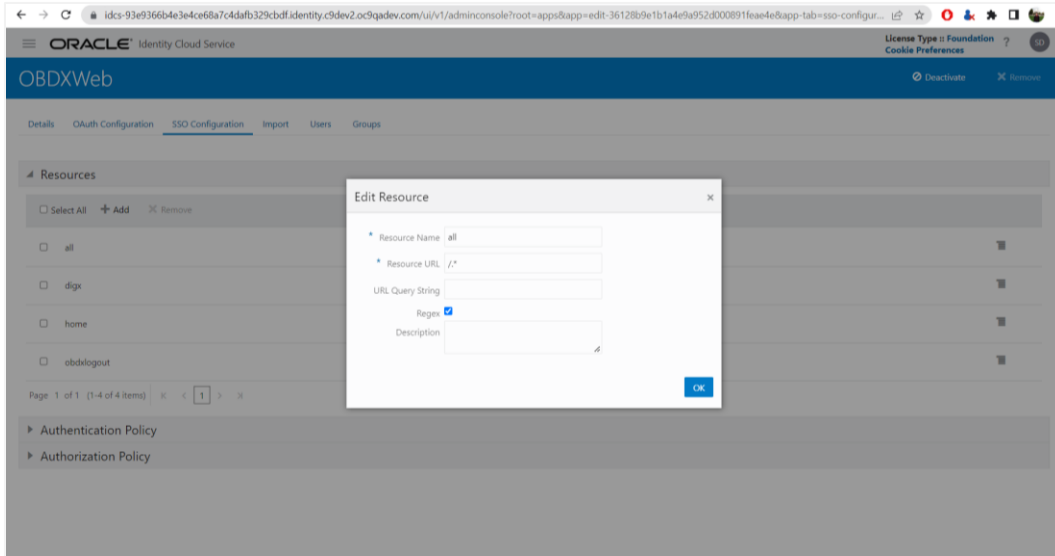 idcs-93e9366b4e3e4ce68a7c4dafb329cbdf.identity.c9dev2.oc9qadev.com/ui/v1/adminconsole?root=apps&app=edit-36128b9e1b1a4e9a952d000891feae4e&app-tab=sso-configur...
ORACLE Identity Cloud Service
License Type :: Foundation ?
Cookie Preferences
SD
OBDXWeb
Deactivate
Remove
Details OAuth Configuration SSO Configuration Import Users Groups
Resources
Select All + Add Remove
all
digx
home
obdxlogout
Page 1 of 1 (1-4 of 4 items) 1
Authentication Policy
Authorization Policy
Edit Resource
* Resource Name all
* Resource URL /.*
URL Query String
Regex
Description
OK